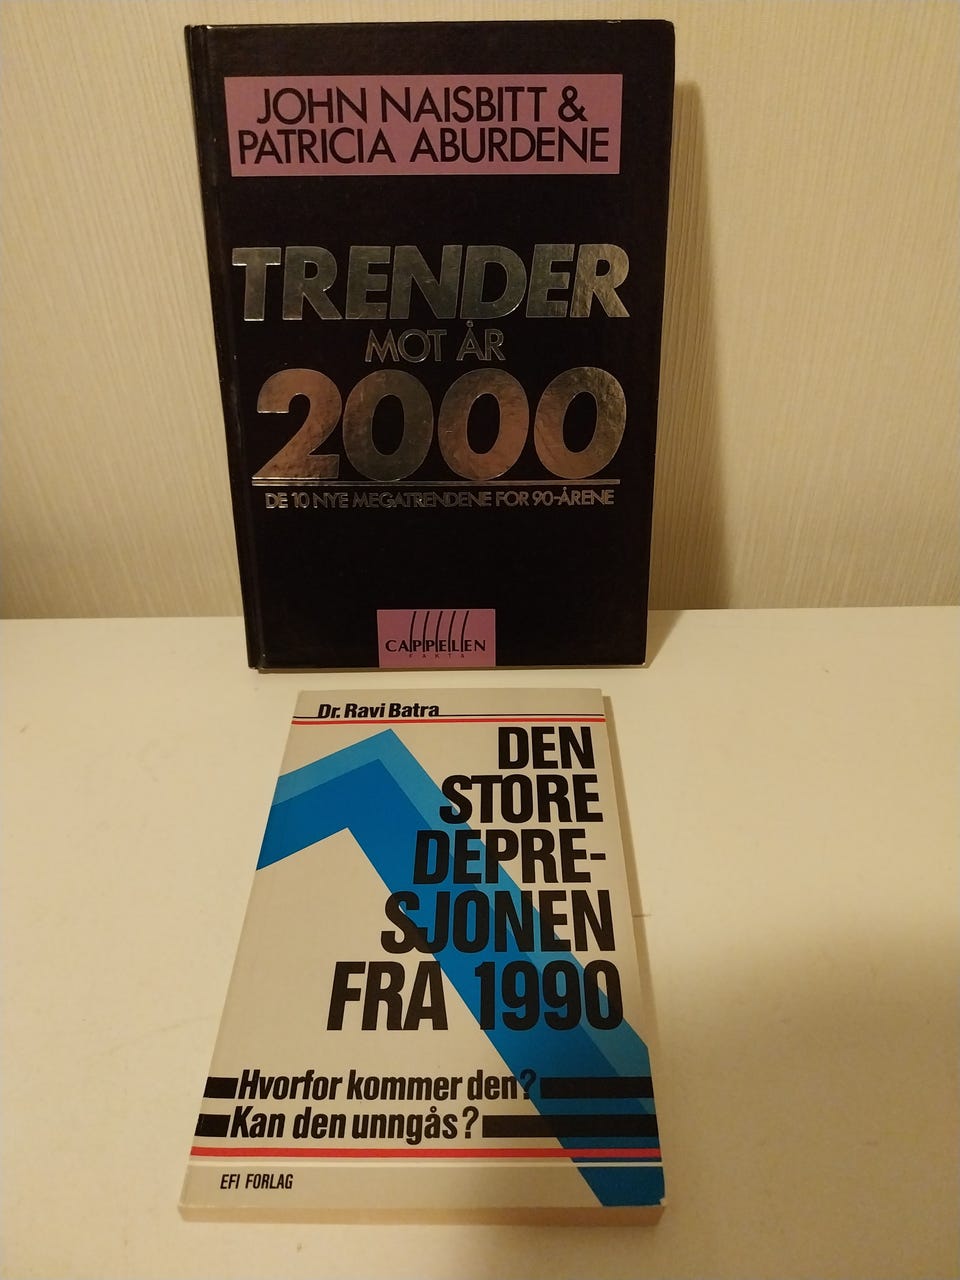 JOHN NAISBITT &
PATRICIA ABURDENE
TRENDER
MOT ÅR
2000
DE 10 NYE MEGATRENDENE FOR 90-ÅRENE
CAPPELEN
FAKTA
Dr. Ravi Batra
DEN
STORE
DEPRE-
SJONEN
FRA 1990
Hvorfor kommer den?
Kan den unngås?
EFI FORLAG